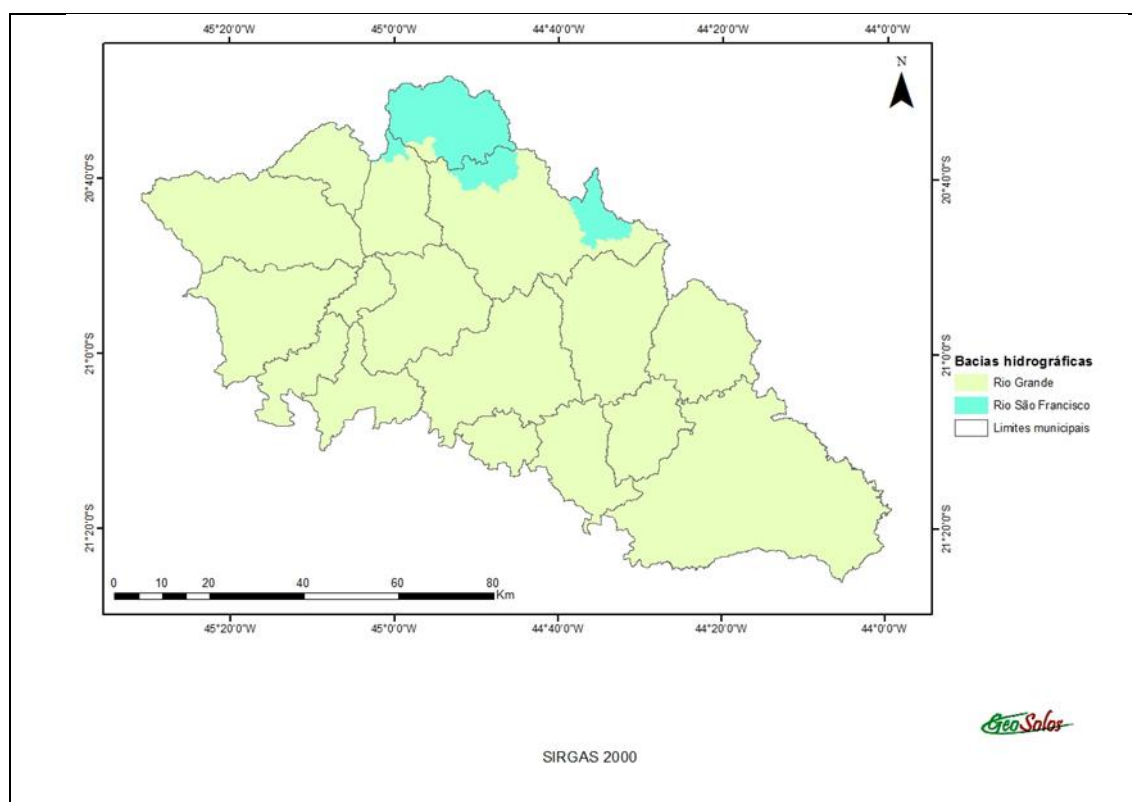 45°20'0"W 45°0'0"W 44°40'0"W 44°20'0"W 44°0'0"W
N
20°40'0"S 20°40'0"S
21°0'0"S 21°0'0"S
Bacias hidrográficas
Rio Grande
Rio São Francisco
Limites municipais
21°20'0"S 21°20'0"S
0 10 20 40 60 80
Km
45°20'0"W 45°0'0"W 44°40'0"W 44°20'0"W 44°0'0"W
GeoSolos
SIRGAS 2000